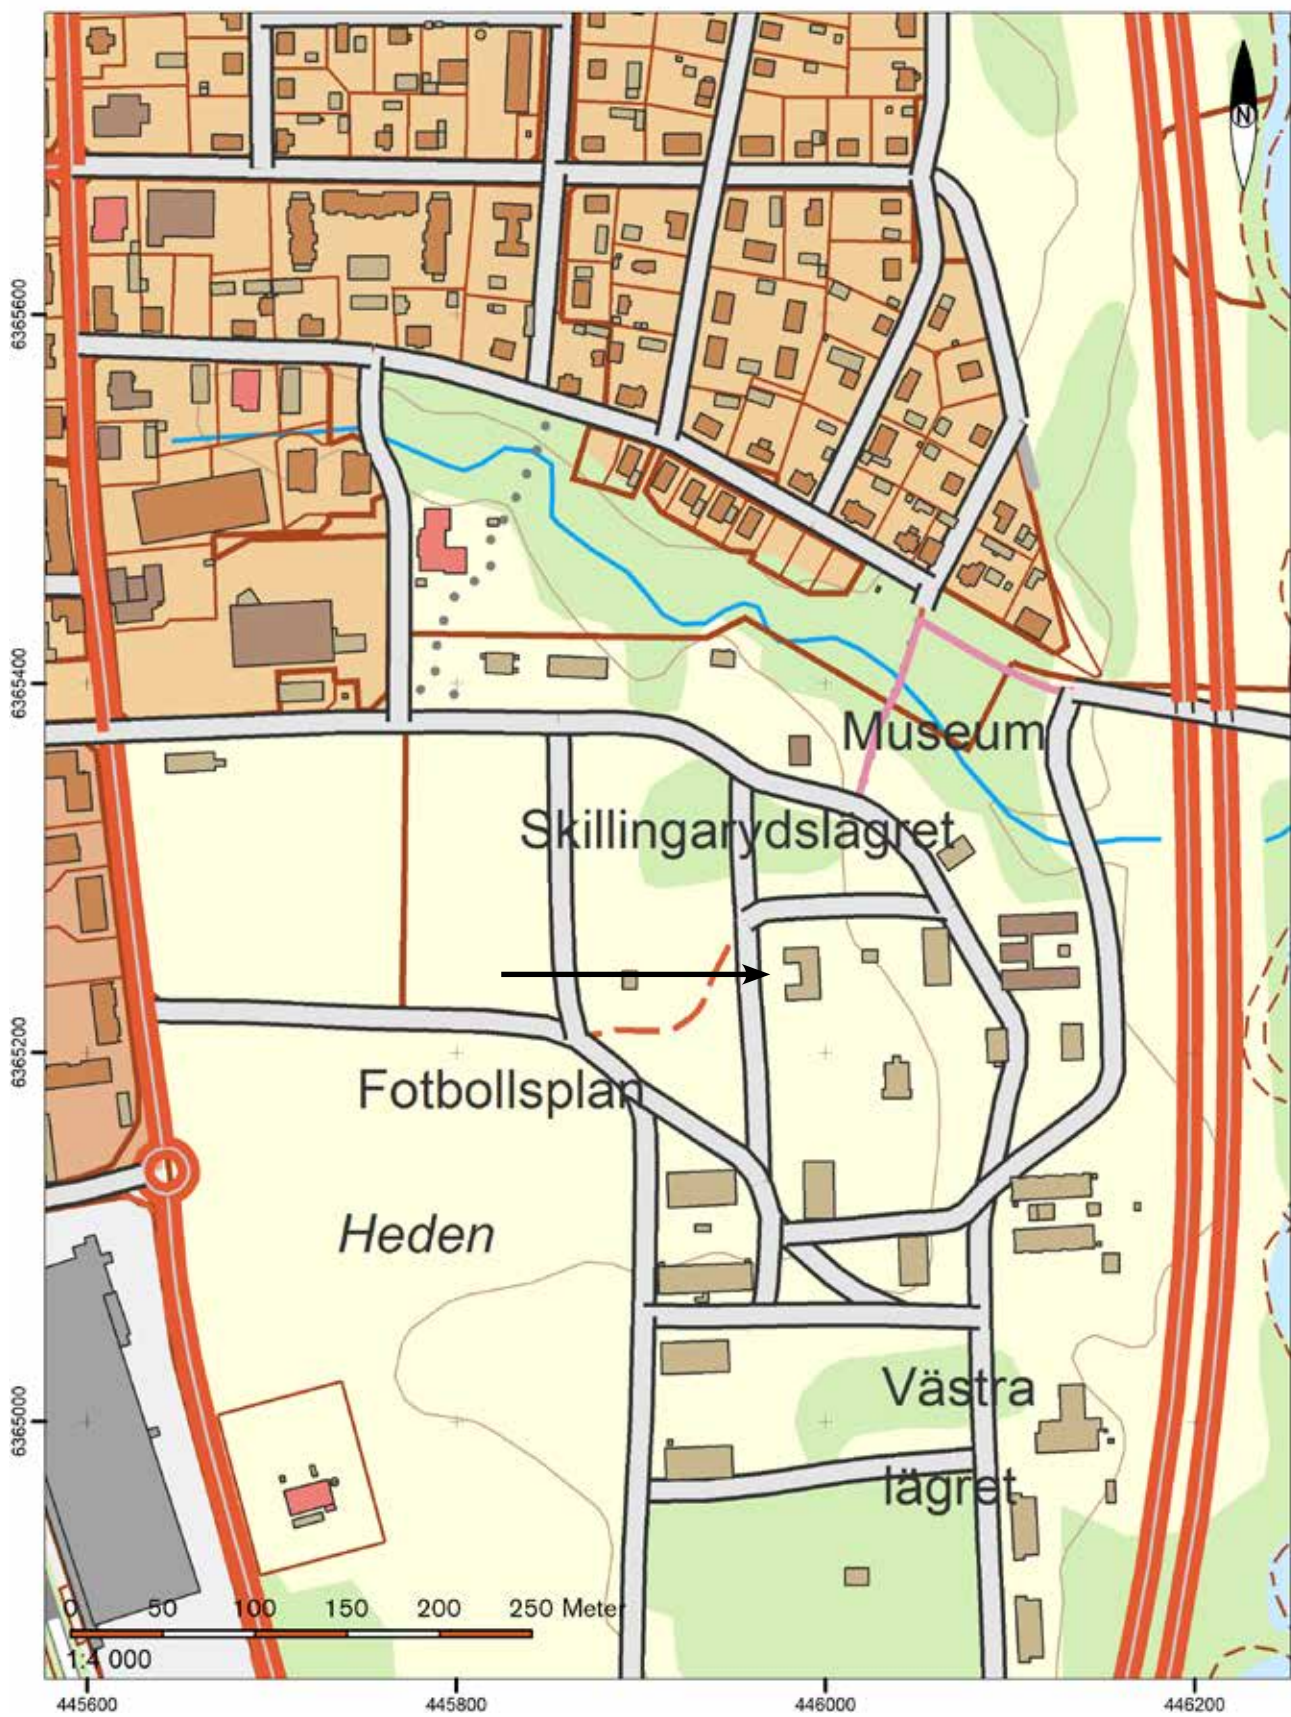 N
6365600
6365400
Museum
Skillingarydslägret
6365200
Fotbollsplan
Heden
Västra
lägret
6365000
0 50 100 150 200 250 Meter
1:4 000
445600 445800 446000 446200